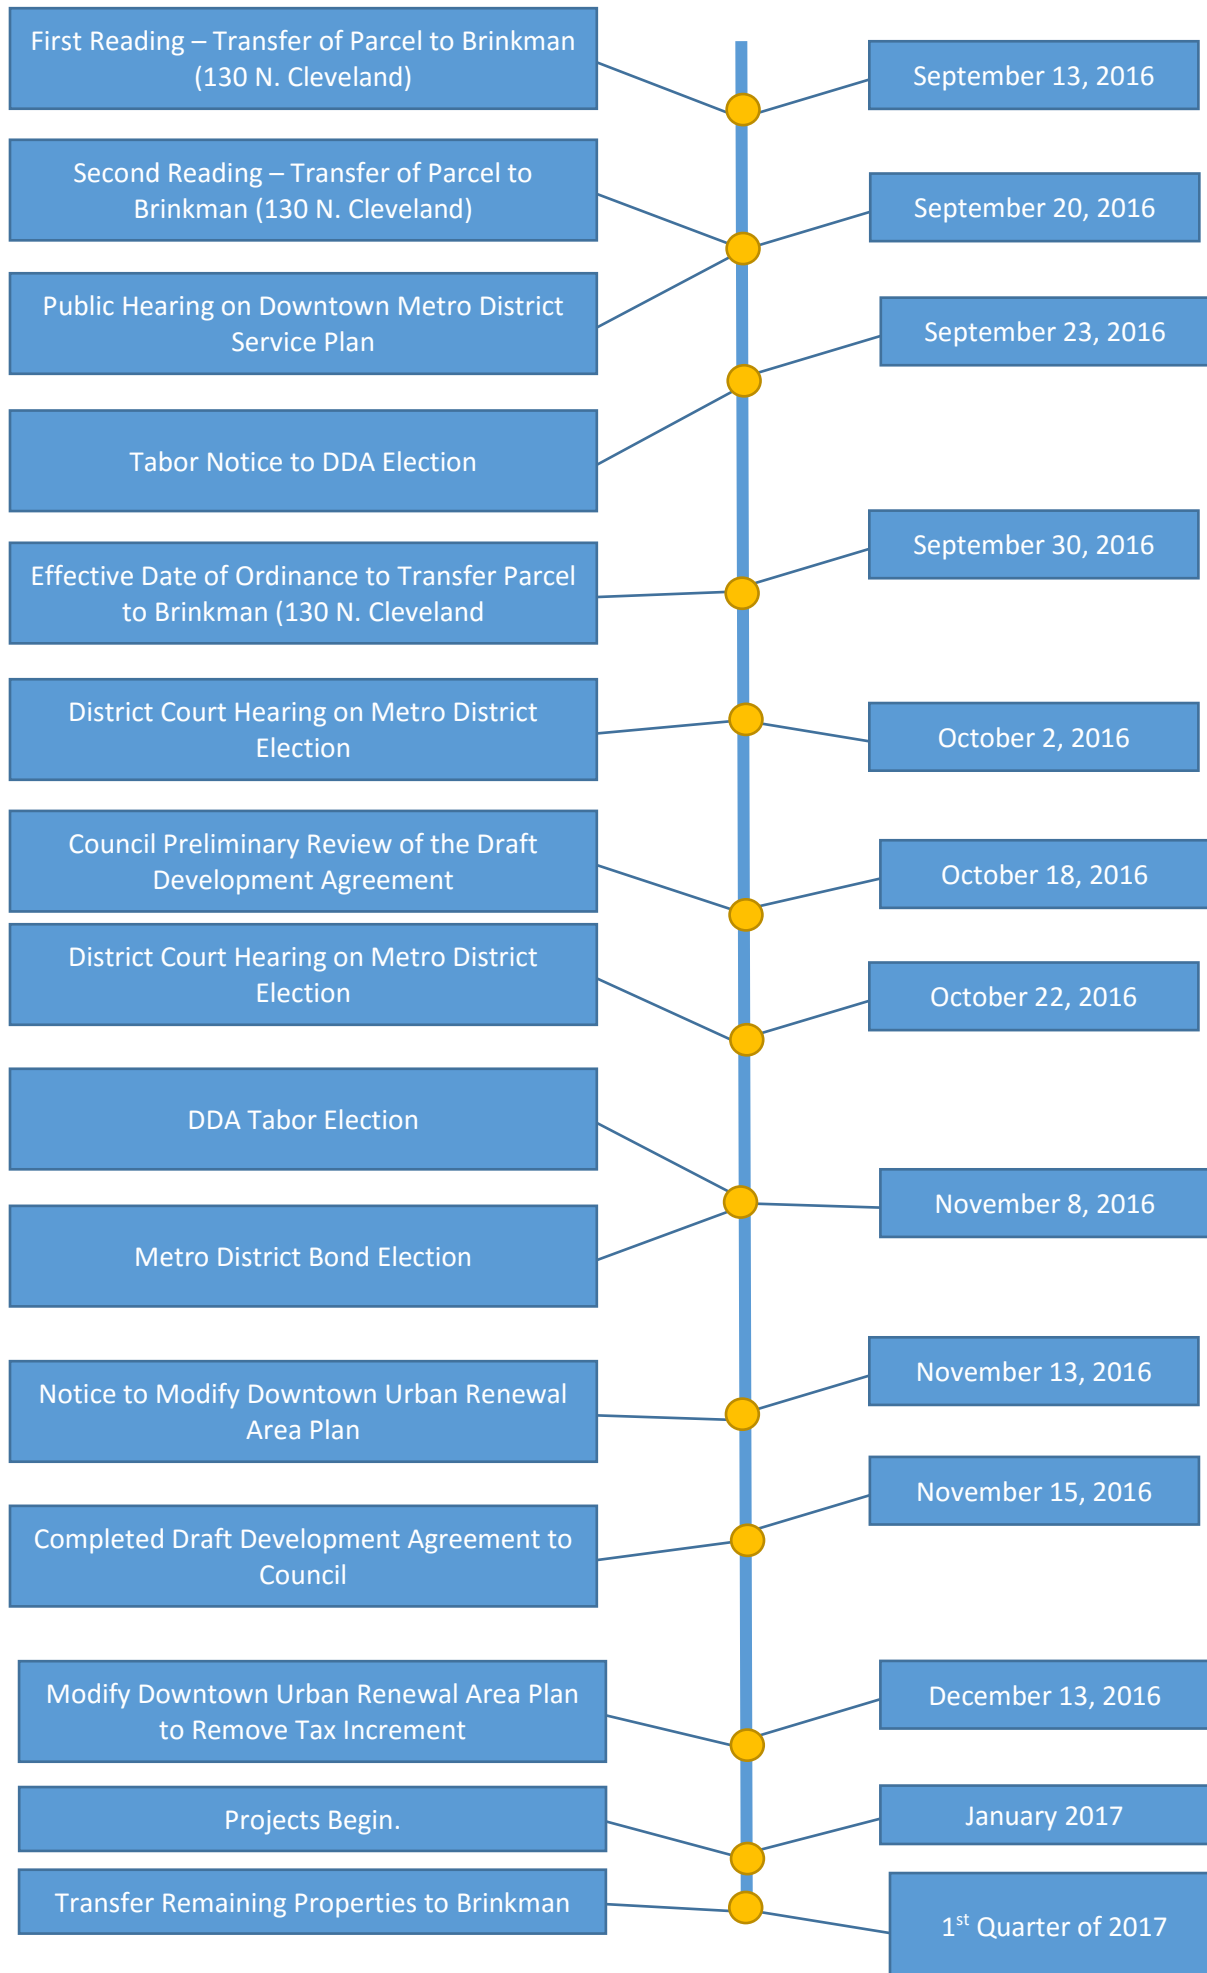 First Reading – Transfer of Parcel to Brinkman
(130 N. Cleveland)
September 13, 2016
Second Reading – Transfer of Parcel to
Brinkman (130 N. Cleveland)
September 20, 2016
Public Hearing on Downtown Metro District
Service Plan
September 23, 2016
Tabor Notice to DDA Election
September 30, 2016
Effective Date of Ordinance to Transfer Parcel
to Brinkman (130 N. Cleveland
District Court Hearing on Metro District
Election
October 2, 2016
Council Preliminary Review of the Draft
Development Agreement
October 18, 2016
District Court Hearing on Metro District
Election
October 22, 2016
DDA Tabor Election
November 8, 2016
Metro District Bond Election
November 13, 2016
Notice to Modify Downtown Urban Renewal
Area Plan
November 15, 2016
Completed Draft Development Agreement to
Council
Modify Downtown Urban Renewal Area Plan
to Remove Tax Increment
December 13, 2016
Projects Begin.
January 2017
Transfer Remaining Properties to Brinkman
1st Quarter of 2017